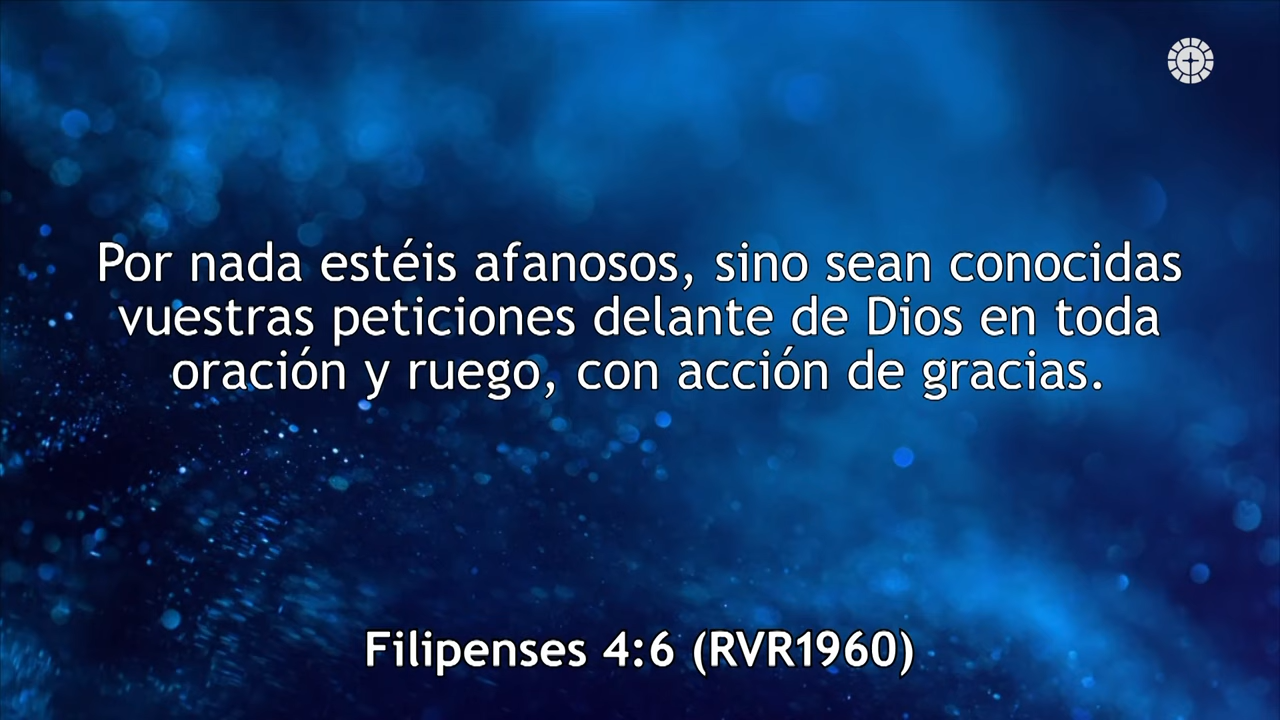 Por nada estéis afanosos, sino sean conocidas
vuestras peticiones delante de Dios en toda
oración y ruego, con acción de gracias.
Filipenses 4:6 (RVR1960)